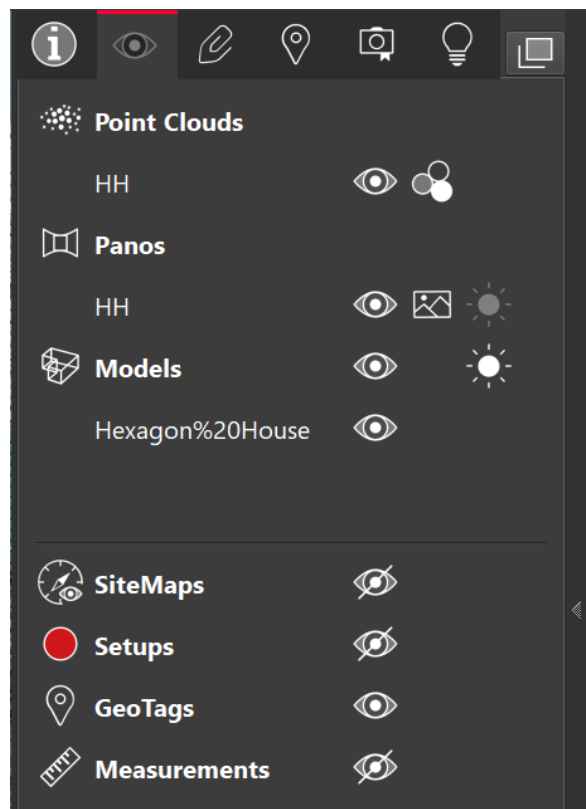 Point Clouds
HH
Panos
HH
Models
Hexagon%20House
SiteMaps
Setups
GeoTags
Measurements